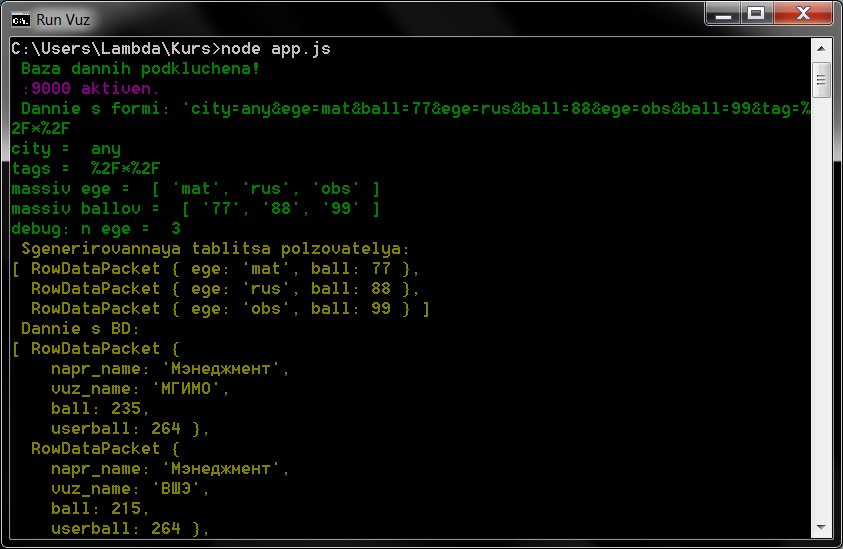 Run Vuz
C:\Users\Lambda\Kurs>node app.js
Baza dannih podkluchena!
:9000 aktiven.
Dannie s formi: 'city=any&ege=mat&ball=77&ege=rus&ball=88&ege=obs&ball=99&tag=%
2F*%2F
city =  any
tags =  %2F*%2F
massiv ege =  [ 'mat', 'rus', 'obs' ]
massiv ballov =  [ '77', '88', '99' ]
debug: n ege =  3
Sgenerirovannaya tablitsa polzovatelya:
[ RowDataPacket { ege: 'mat', ball: 77 },
RowDataPacket { ege: 'rus', ball: 88 },
RowDataPacket { ege: 'obs', ball: 99 } ]
Dannie s BD:
[ RowDataPacket {
napr_name: 'Мэнеджмент',
vuz_name: 'МГИМО',
ball: 235,
userball: 264 },
RowDataPacket {
napr_name: 'Мэнеджмент',
vuz_name: 'ВШЭ',
ball: 215,
userball: 264 },